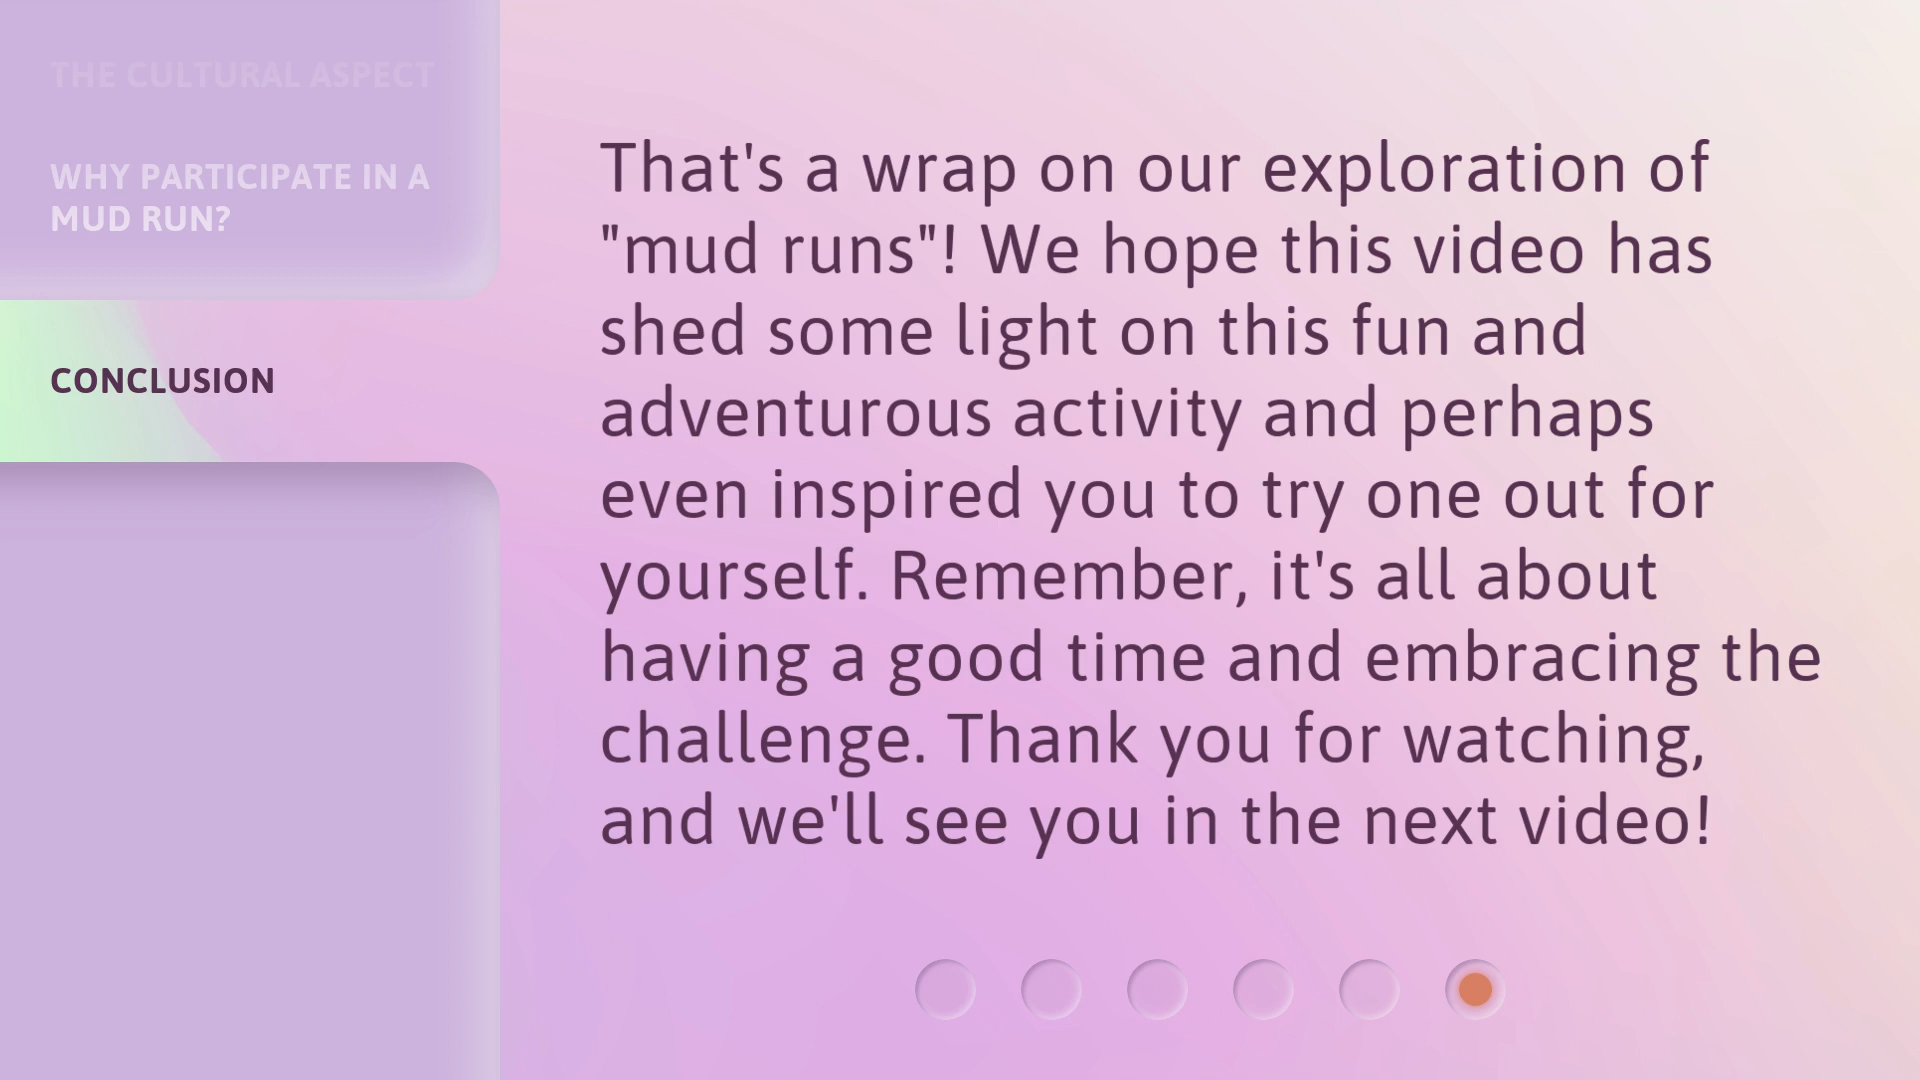 THE CULTURAL ASPECT
WHY PARTICIPATE IN A
MUD RUN?
CONCLUSION
That's a wrap on our exploration of
"mud runs"! We hope this video has
shed some light on this fun and
adventurous activity and perhaps
even inspired you to try one out for
yourself. Remember, it's all about
having a good time and embracing the
challenge. Thank you for watching,
and we'll see you in the next video!